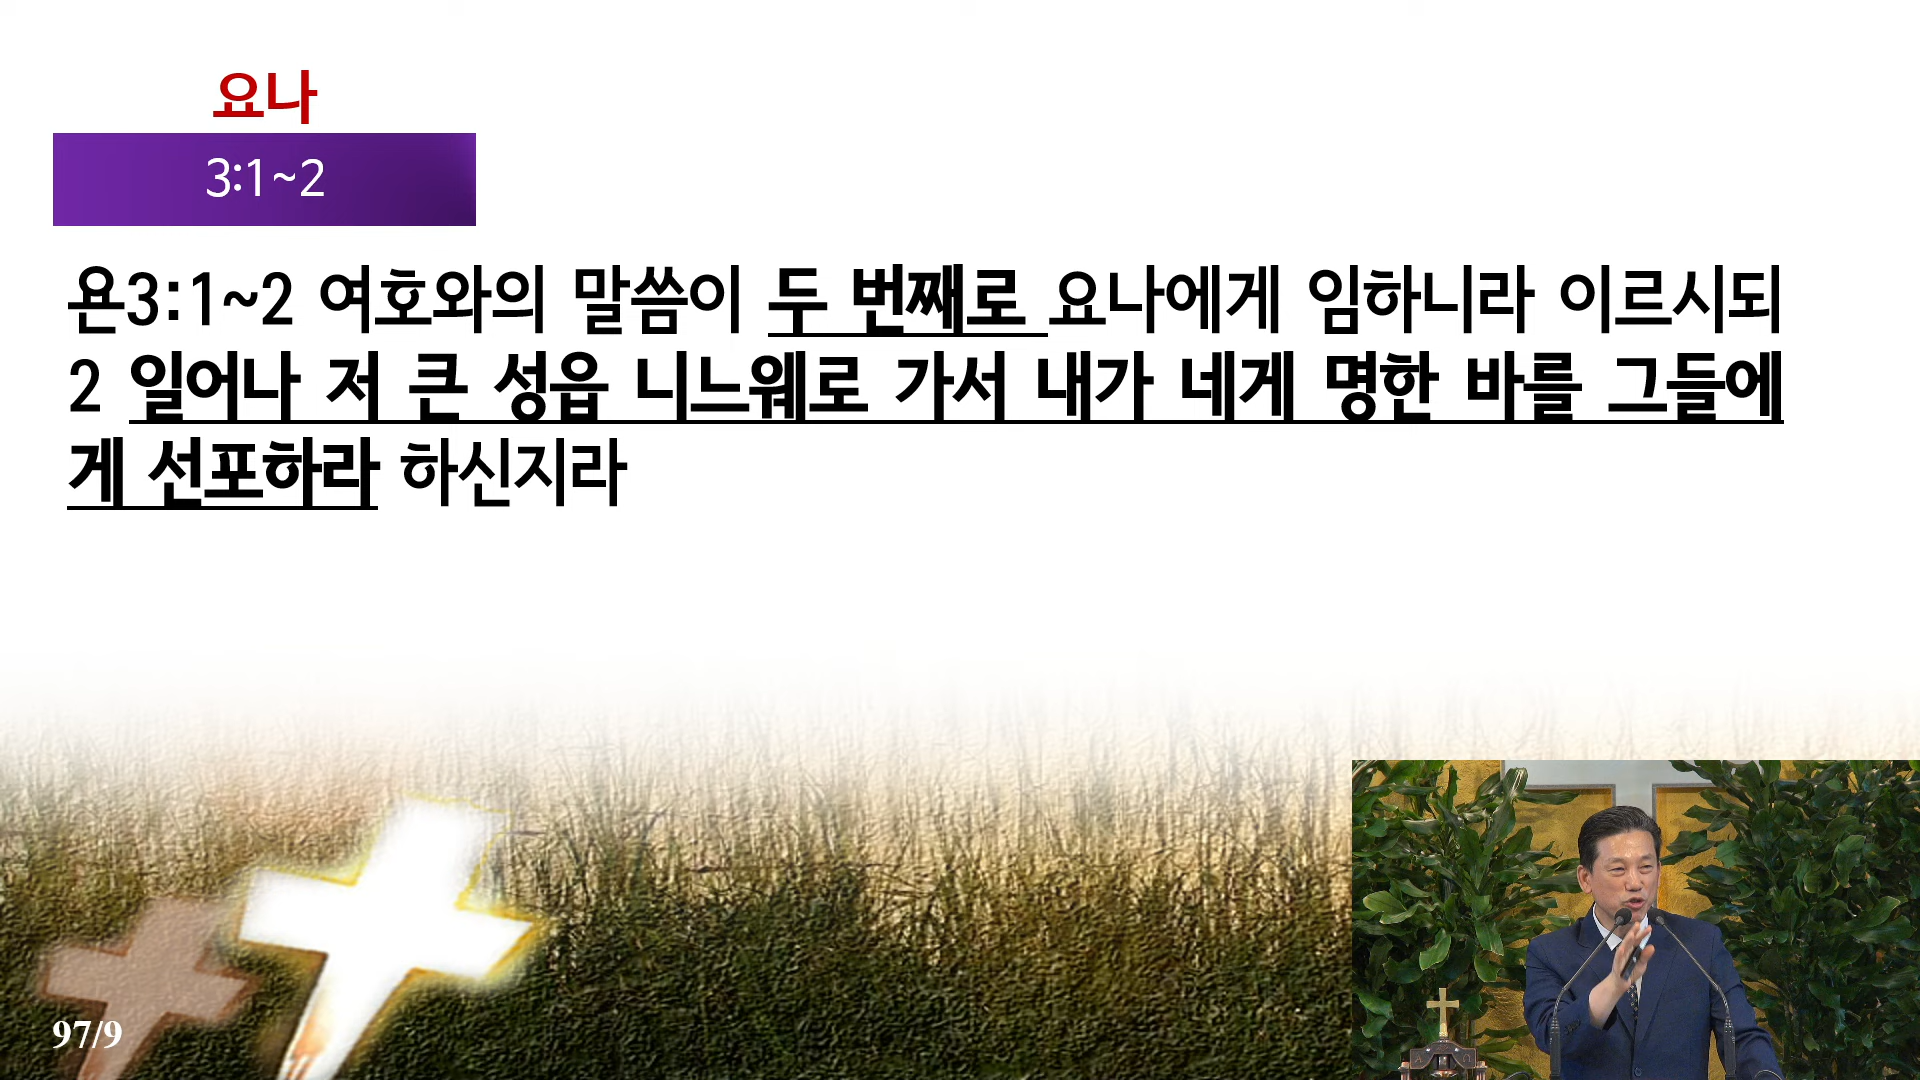 요나
3:1~2
욘3:1~2 여호와의 말씀이 두 번째로 요나에게 임하니라 이르시되
2 일어나 저 큰 성읍 니느웨로 가서 내가 네게 명한 바를 그들에
게 선포하라 하신지라
97/9